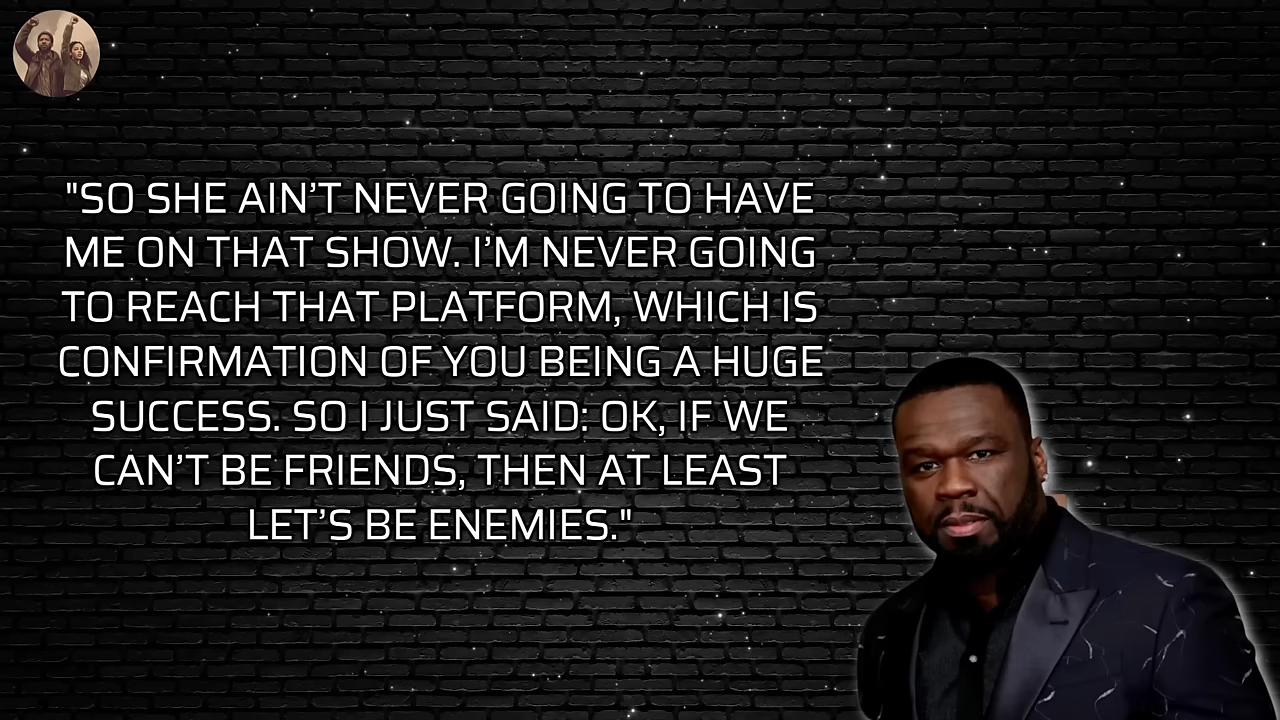 "SO SHE AIN’T NEVER GOING TO HAVE
ME ON THAT SHOW. I’M NEVER GOING
TO REACH THAT PLATFORM, WHICH IS
CONFIRMATION OF YOU BEING A HUGE
SUCCESS. SO I JUST SAID: OK, IF WE
CAN’T BE FRIENDS, THEN AT LEAST
LET’S BE ENEMIES."